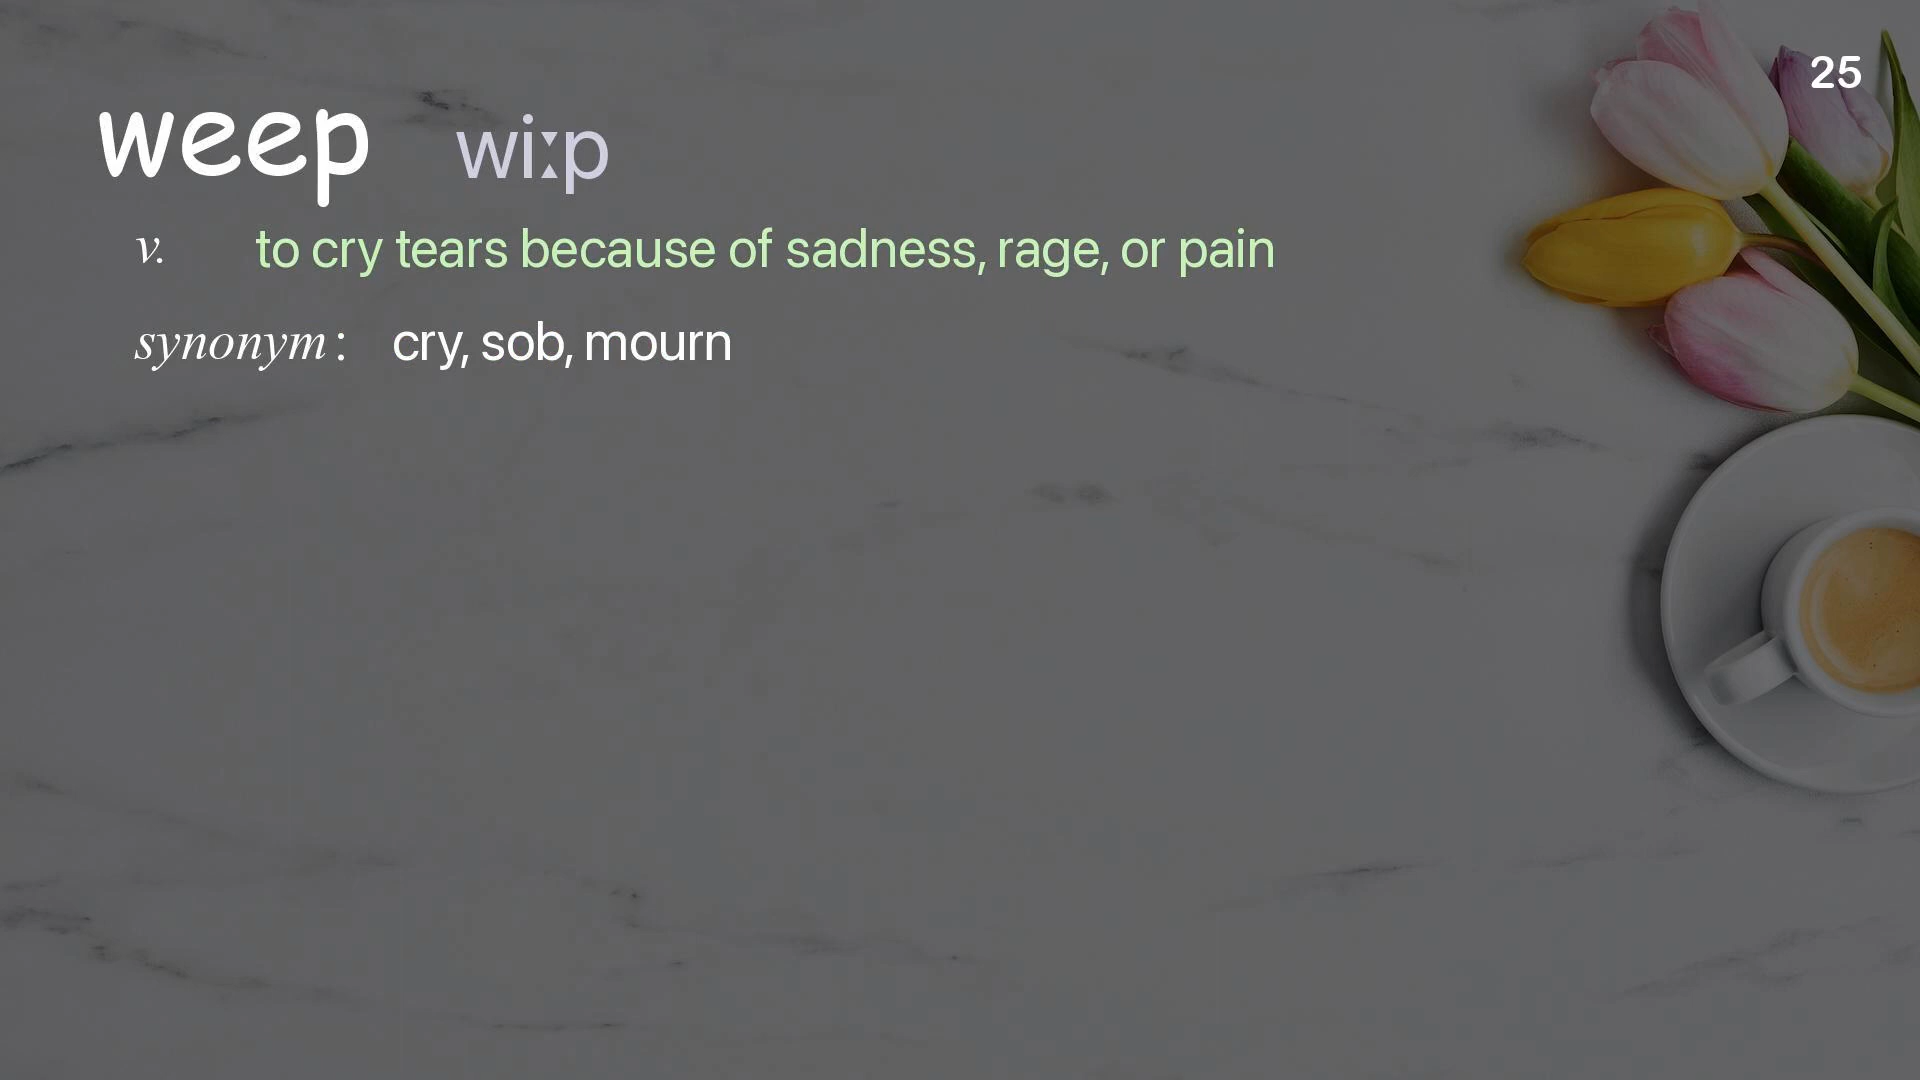 25
weep wiːp
v. to cry tears because of sadness, rage, or pain
synonym : cry, sob, mourn